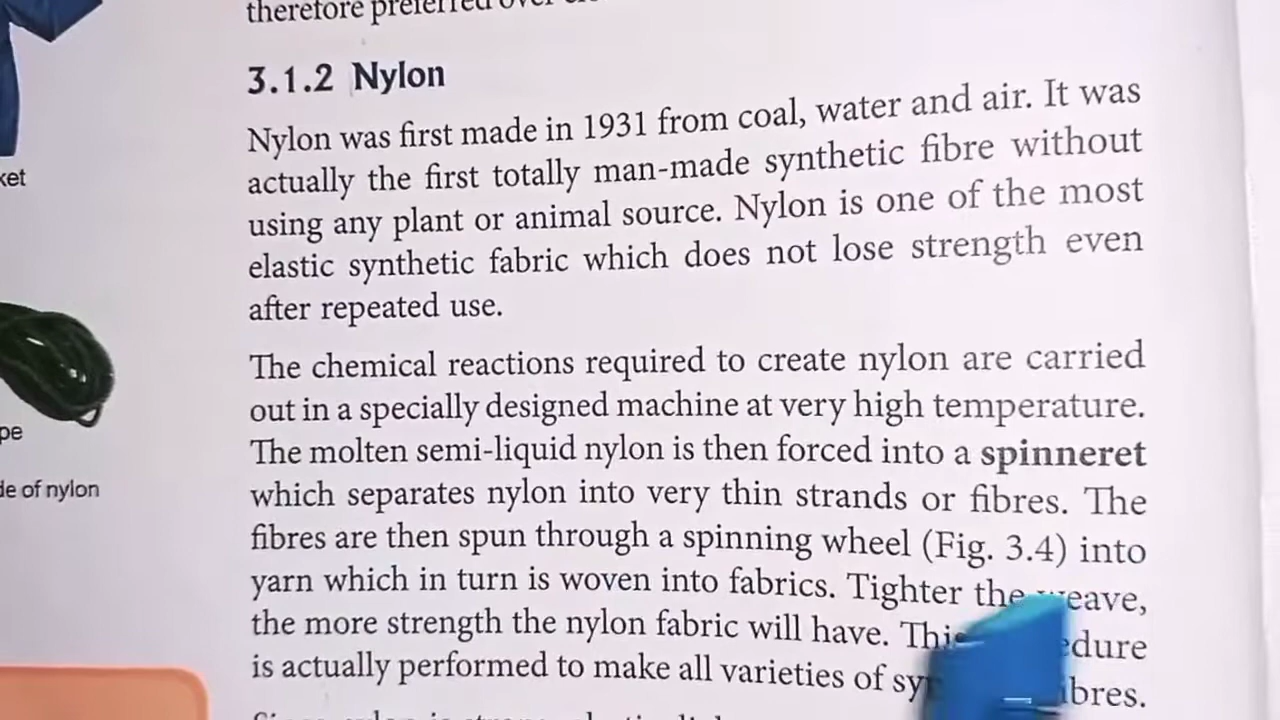 therefore preferred over
3.1.2 Nylon
Nylon was first made in 1931 from coal, water and air. It was
actually the first totally man-made synthetic fibre without
using any plant or animal source. Nylon is one of the most
elastic synthetic fabric which does not lose strength even
after repeated use.
The chemical reactions required to create nylon are carried
out in a specially designed machine at very high temperature.
The molten semi-liquid nylon is then forced into a spinneret
which separates nylon into very thin strands or fibres. The
fibres are then spun through a spinning wheel (Fig. 3.4) into
yarn which in turn is woven into fabrics. Tighter the weave,
the more strength the nylon fabric will have.
is actually performed to make all varieties of
ket
pe
de of nylon